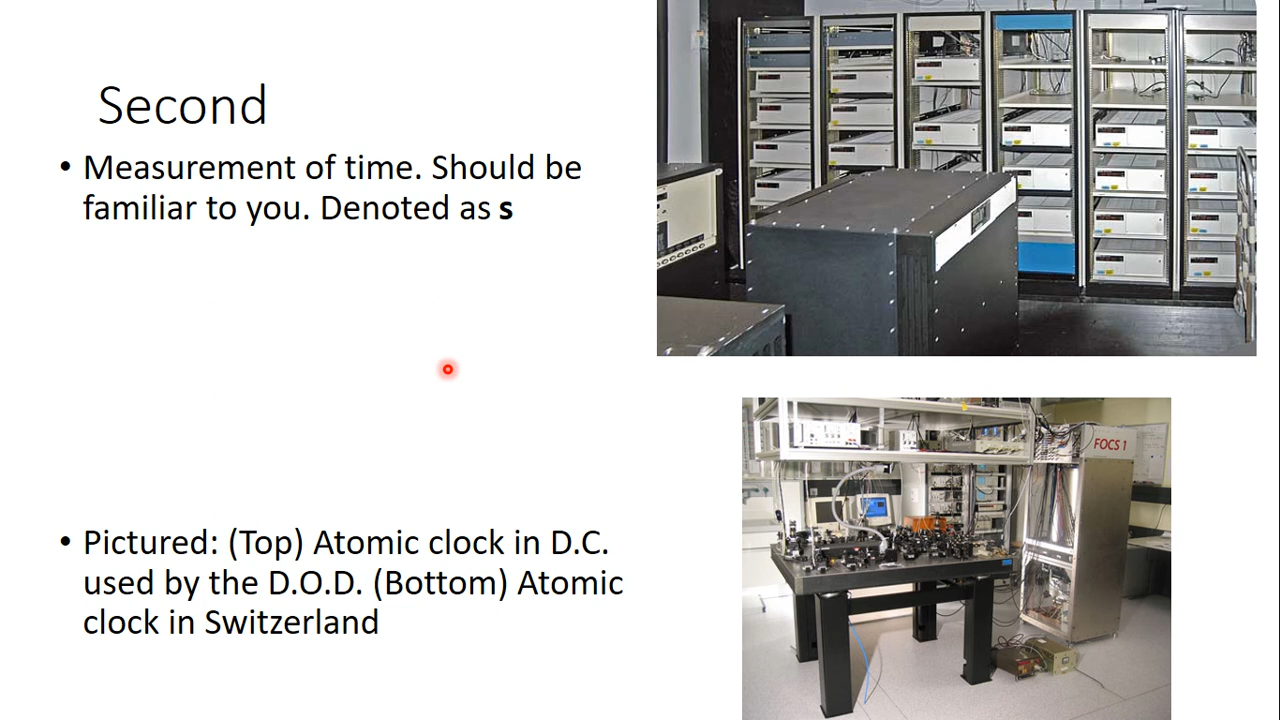 Second
• Measurement of time. Should be
familiar to you. Denoted as s
FOCS 1
• Pictured: (Top) Atomic clock in D.C.
used by the D.O.D. (Bottom) Atomic
clock in Switzerland